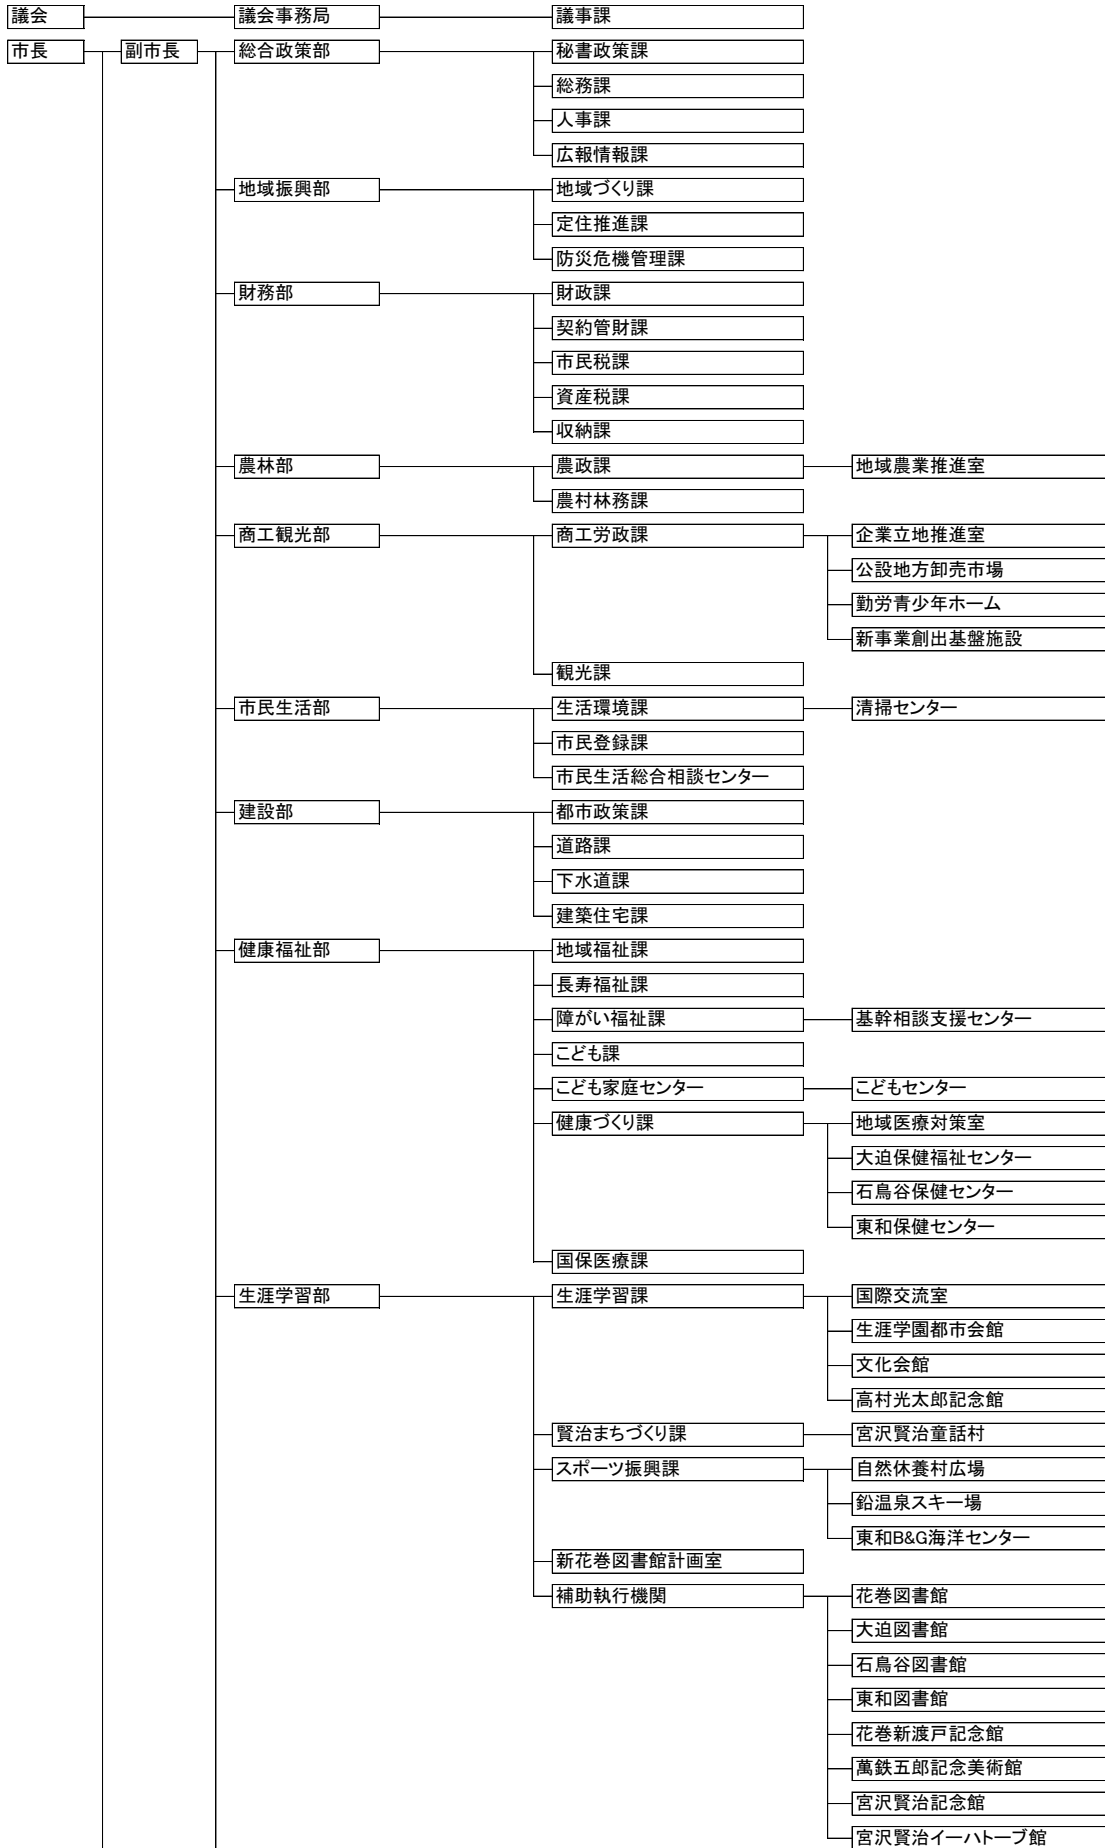 議会 議会事務局 議事課
市長 副市長 総合政策部 秘書政策課
総務課
人事課
広報情報課
地域振興部 地域づくり課
定住推進課
防災危機管理課
財務部 財政課
契約管財課
市民税課
資産税課
収納課
農林部 農政課 地域農業推進室
農村林務課
商工観光部 商工労政課 企業立地推進室
公設地方卸売市場
勤労青少年ホーム
新事業創出基盤施設
観光課
市民生活部 生活環境課 清掃センター
市民登録課
市民生活総合相談センター
建設部 都市政策課
道路課
下水道課
建築住宅課
健康福祉部 地域福祉課
長寿福祉課
障がい福祉課 基幹相談支援センター
こども課
こども家庭センター こどもセンター
健康づくり課 地域医療対策室
大迫保健福祉センター
石鳥谷保健センター
東和保健センター
国保医療課
生涯学習部 生涯学習課 国際交流室
生涯学園都市会館
文化会館
高村光太郎記念館
賢治まちづくり課 宮沢賢治童話村
スポーツ振興課 自然休養村広場
鉛温泉スキー場
東和B&G海洋センター
新花巻図書館計画室
補助執行機関 花巻図書館
大迫図書館
石鳥谷図書館
東和図書館
花巻新渡戸記念館
萬鉄五郎記念美術館
宮沢賢治記念館
宮沢賢治イーハトーブ館